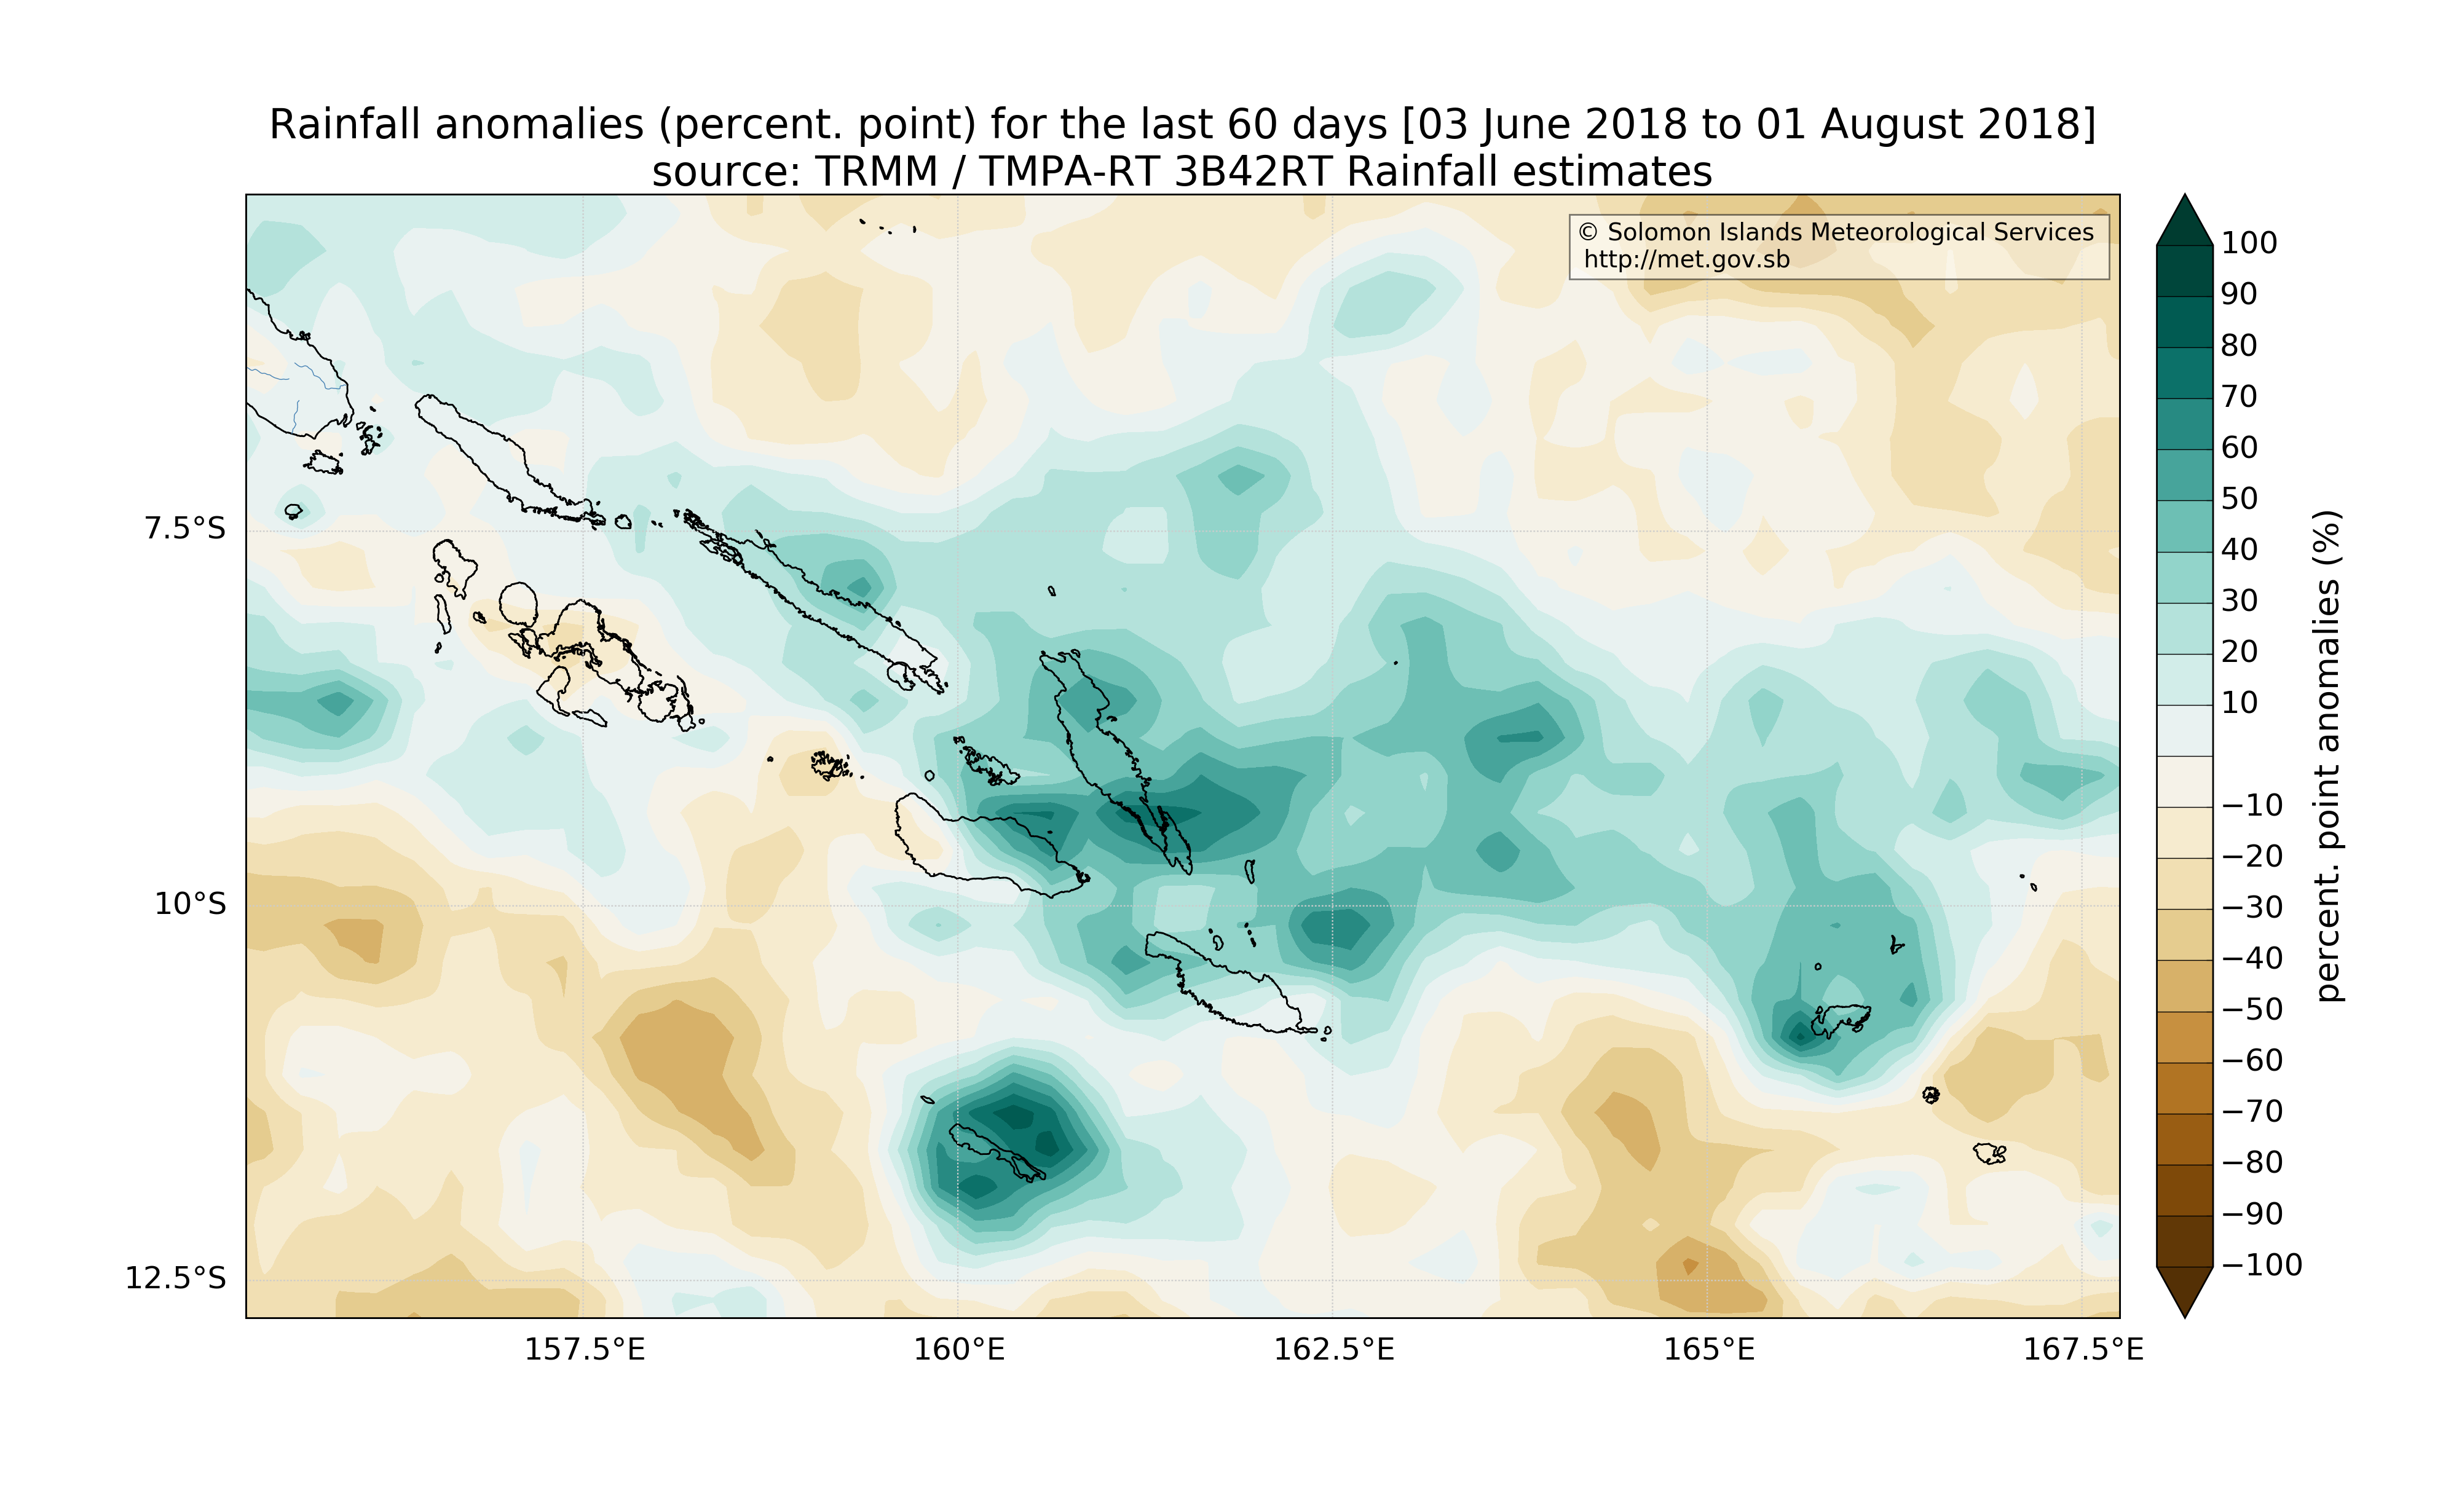 Rainfall anomalies (percent. point) for the last 60 days [03 June 2018 to 01 August 2018]
source: TRMM / TMPA-RT 3B42RT Rainfall estimates
© Solomon Islands Meteorological Services
http://met.gov.sb
7.5°S
10°S
12.5°S
157.5°E
160°E
162.5°E
165°E
167.5°E
100
90
80
70
60
50
40
30
20
10
−10
−20
−30
−40
−50
−60
−70
−80
−90
−100
percent. point anomalies (%)